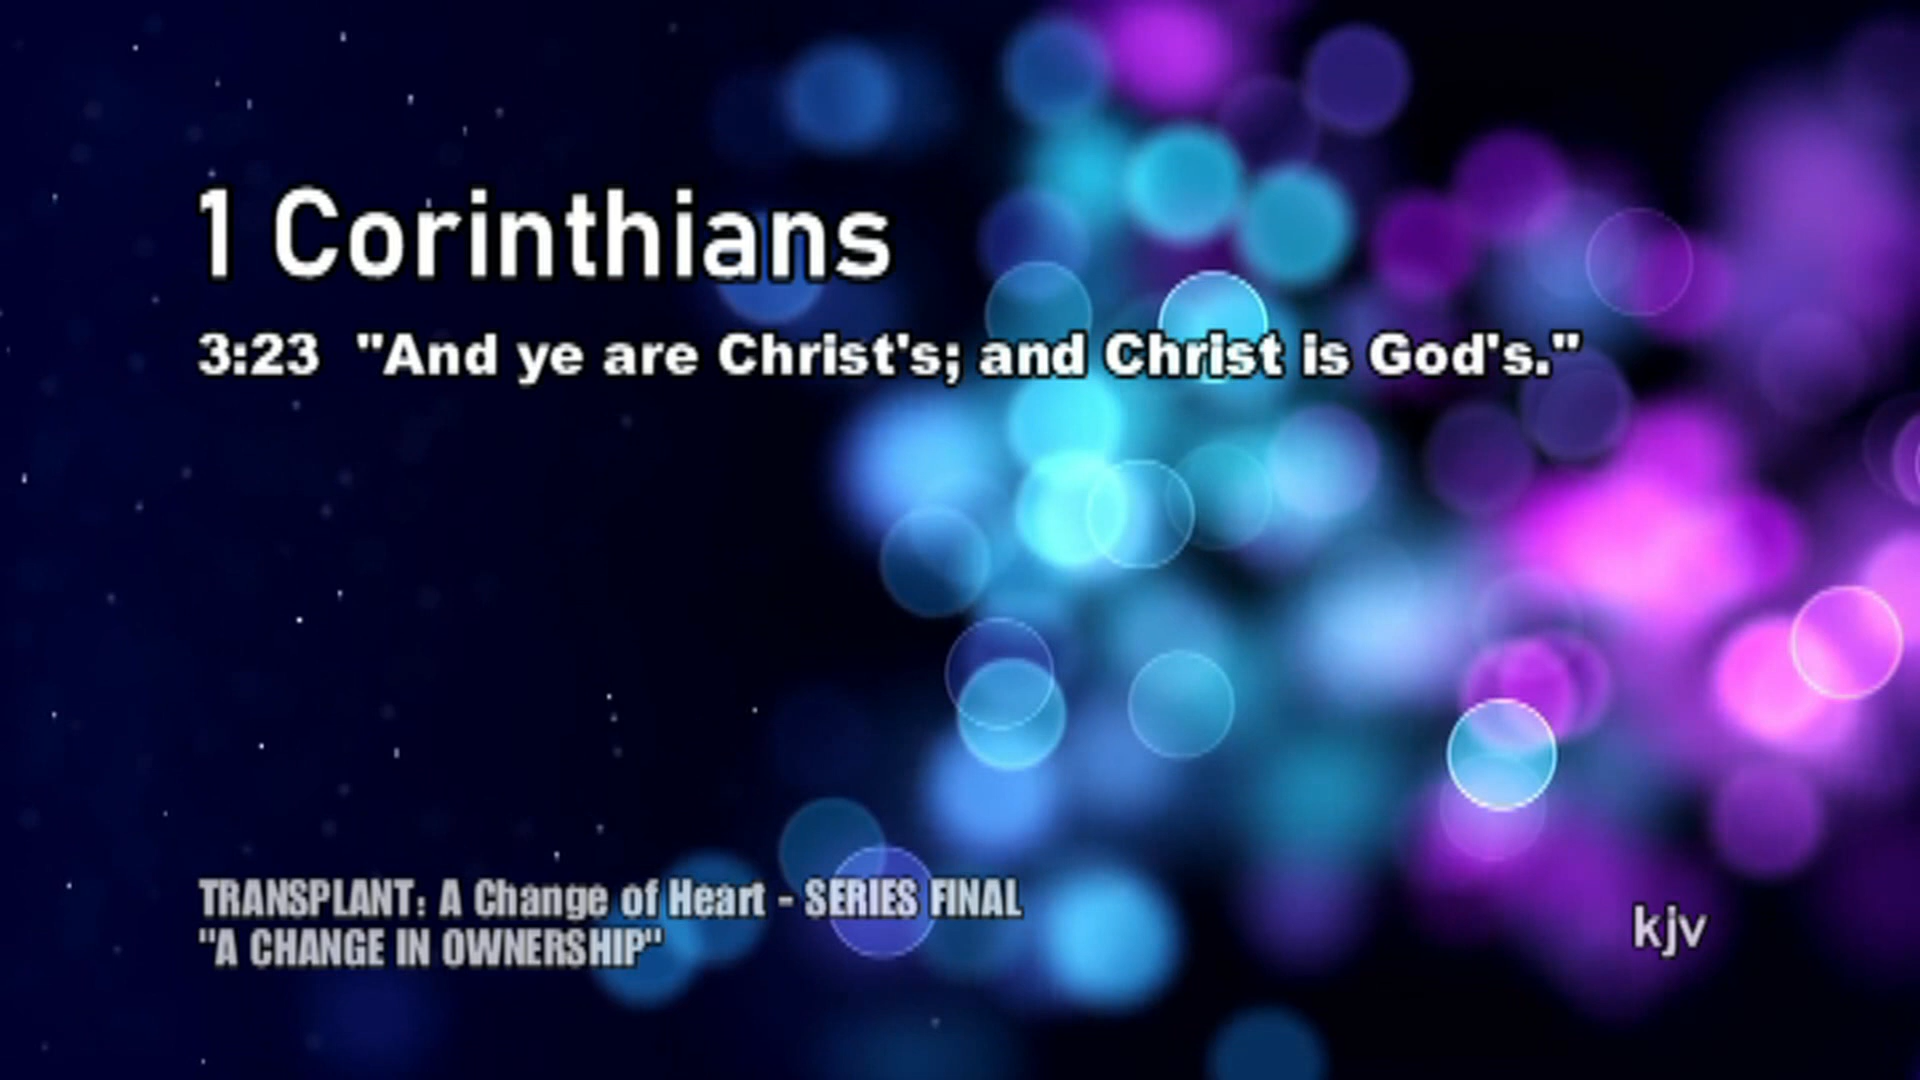 1 Corinthians
3:23 "And ye are Christ's; and Christ is God's."
TRANSPLANT: A Change of Heart - SERIES FINAL
"A CHANGE IN OWNERSHIP"
kjv